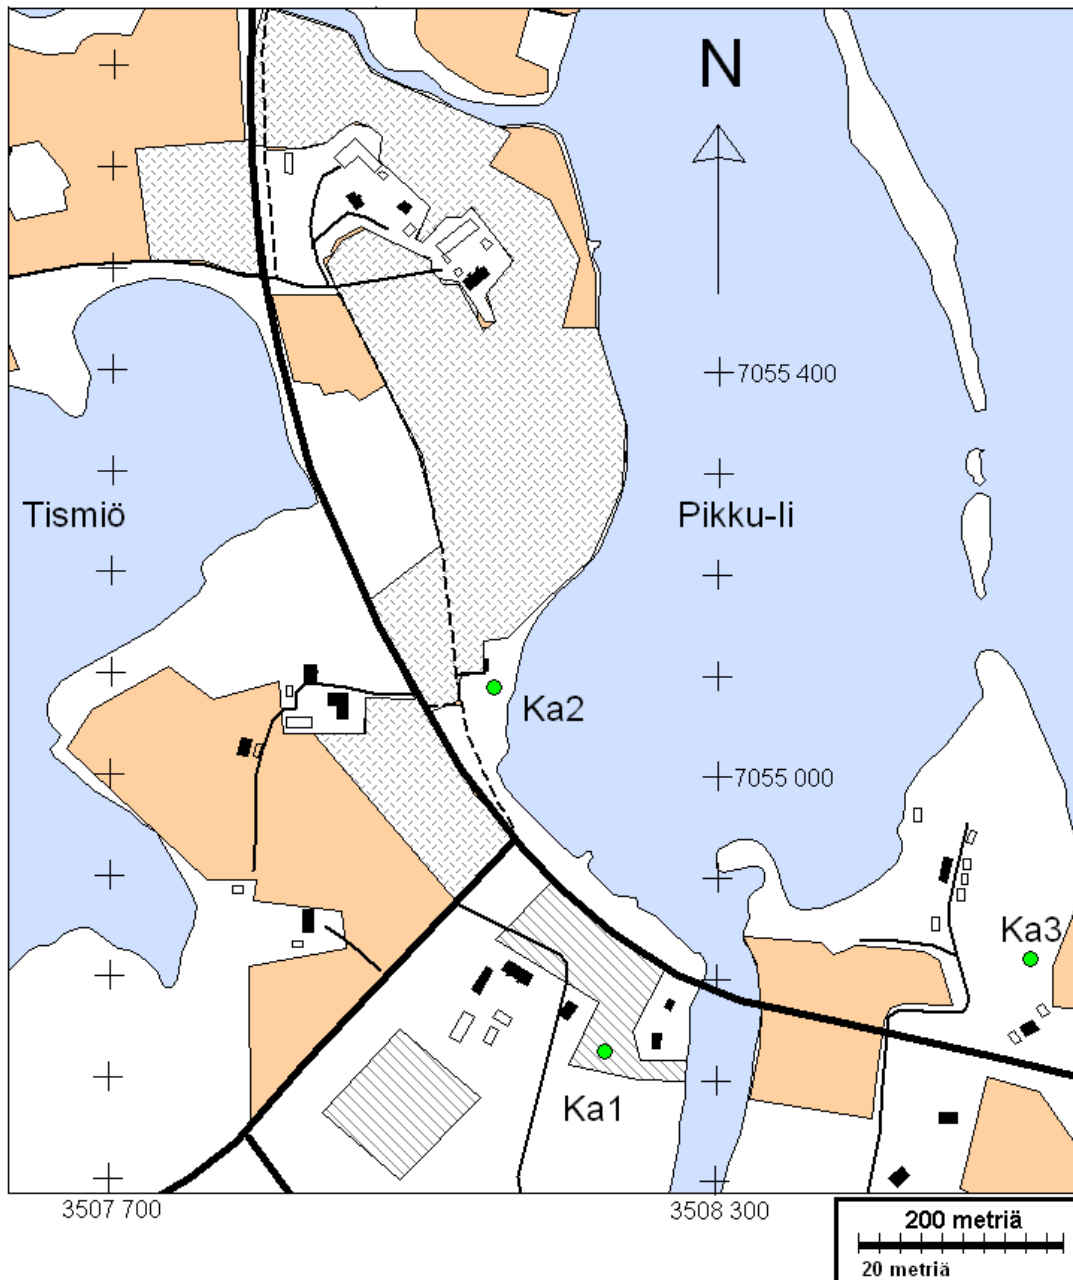 N
7055 400
Tismiö
Pikku-Ii
Ka2
7055 000
Ka3
Ka1
3507 700
3508 300
200 metriä
20 metriä